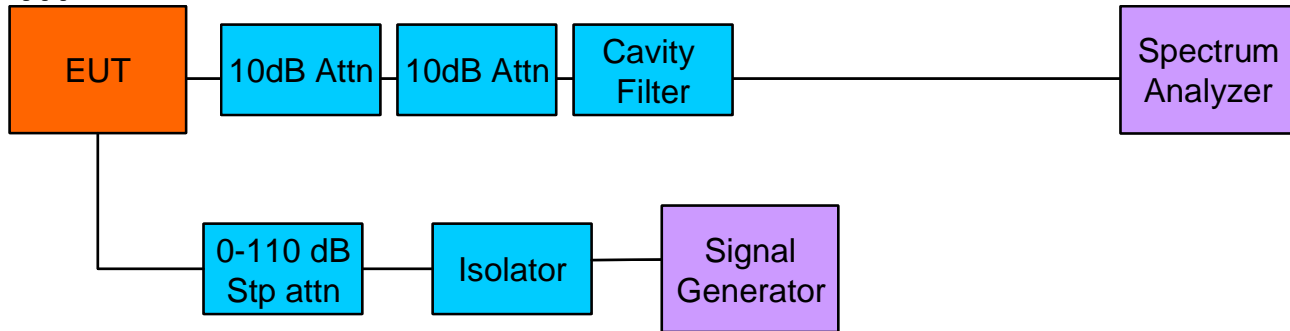 EUT
10dB Attn
10dB Attn
Cavity
Filter
Spectrum
Analyzer
0-110 dB
Stp attn
Isolator
Signal
Generator